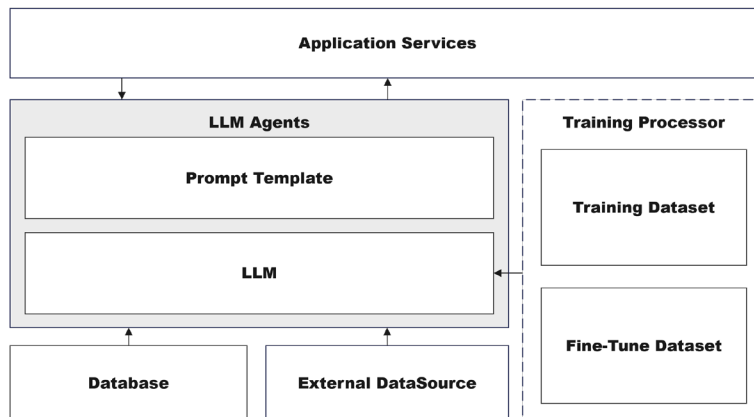 Application Services
LLM Agents
Prompt Template
LLM
Training Processor
Training Dataset
Fine-Tune Dataset
Database
External DataSource